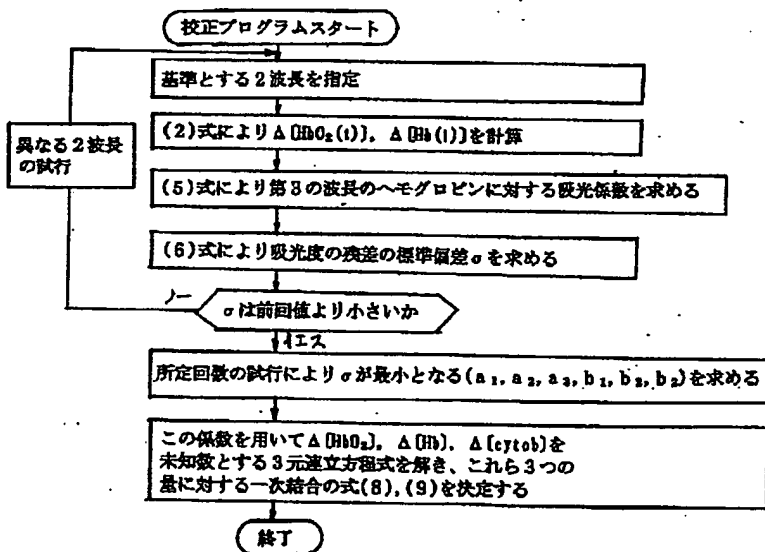 校正プログラムスタート
基準とする2波長を指定
異なる2波長
の試行
(2)式によりΔ[HbO₂(t)], Δ[Hb(t)]を計算
(5)式により第3の波長のヘモグロビンに対する吸光係数を求める
(6)式により吸光度の残差の標準偏差σを求める
ノー
σは前回値より小さいか
イエス
所定回数の試行によりσが最小となる(a₁, a₂, a₃, b₁, b₂, b₂)を求める
この係数を用いてΔ[HbO₂], Δ[Hb], Δ[cytob]を
未知数とする3元連立方程式を解き、これら3つの
量に対する一次結合の式(8), (9)を決定する
終了